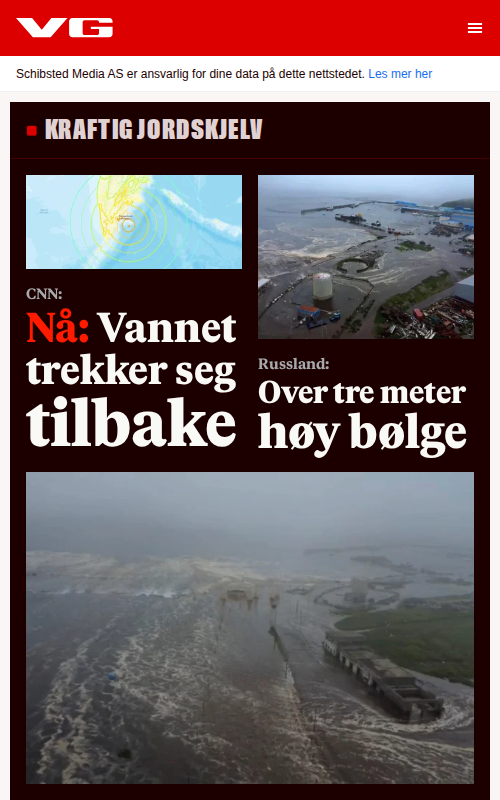 VG
Schibsted Media AS er ansvarlig for dine data på dette nettstedet. Les mer her
KRAFTIG JORDSKJELV
CNN:
Nå: Vannet
trekker seg
tilbake
Russland:
Over tre meter
høy bølge